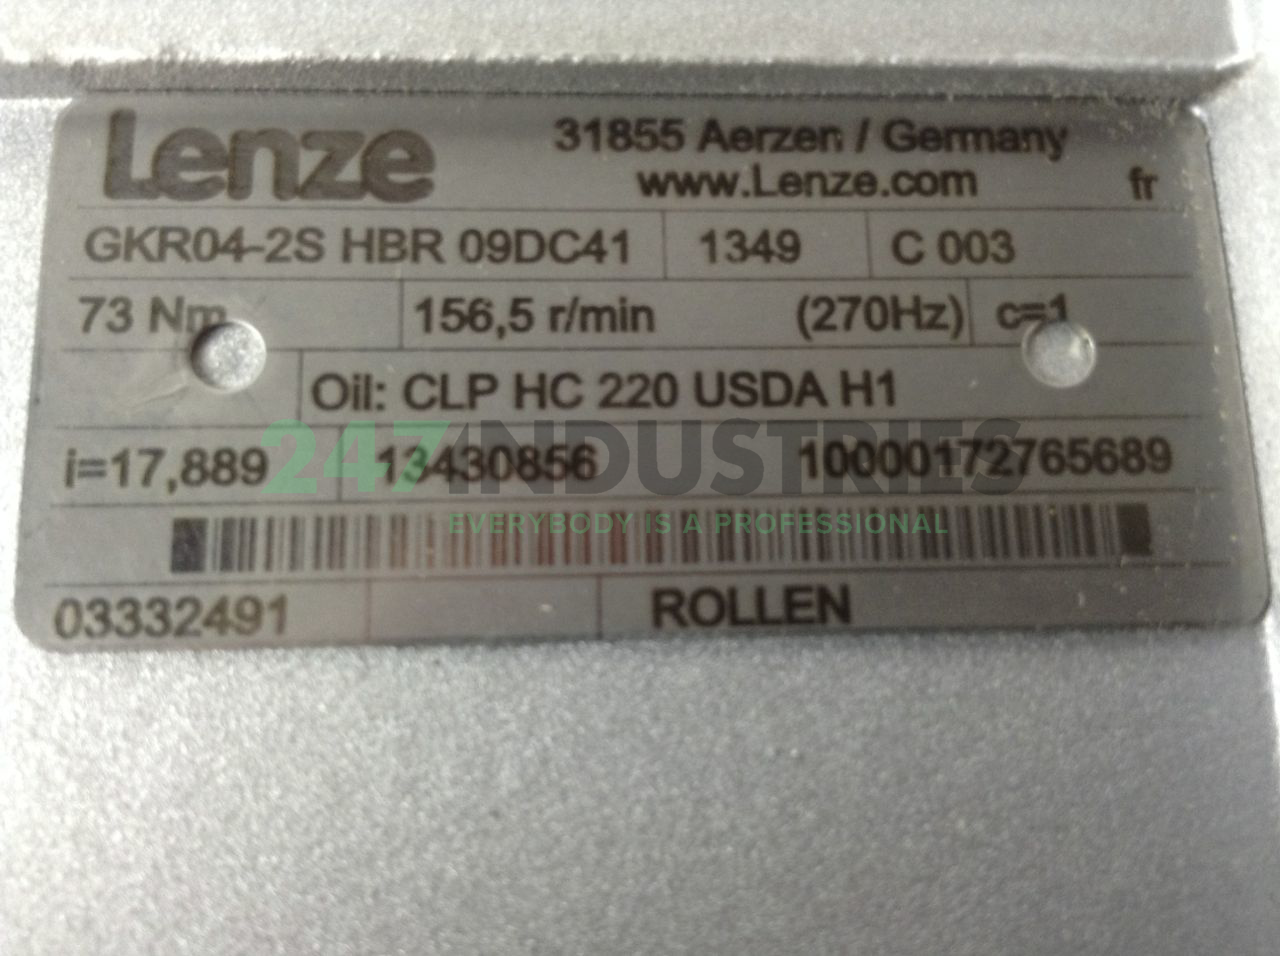 Lenze
31855 Aerzen / Germany
www.Lenze.com
fr
GKR04-2S HBR 09DC41 1349 C 003
73 Nm 156,5 r/min (270Hz) c=1
Oil: CLP HC 220 USDA H1
i=17,889 13430856 10000172765689
247INDUSTRIES
EVERYBODY IS A PROFESSIONAL
03332491 ROLLEN